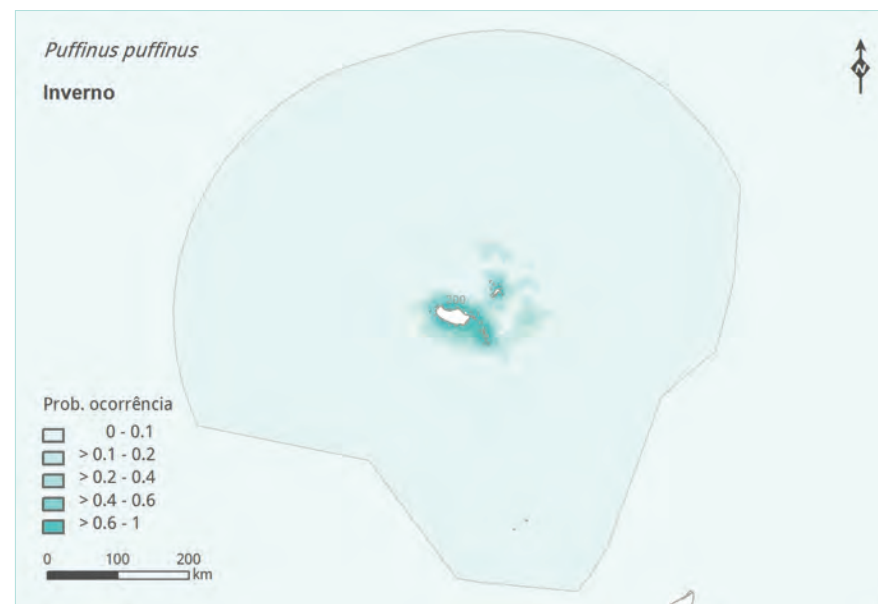 Puffinus puffinus
Inverno
N
200
Prob. ocorrência
0 - 0.1
> 0.1 - 0.2
> 0.2 - 0.4
> 0.4 - 0.6
> 0.6 - 1
0 100 200
km